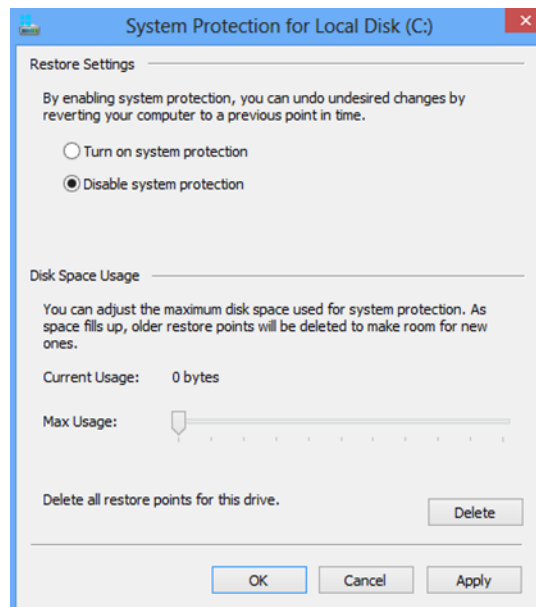 System Protection for Local Disk (C:)
Restore Settings
By enabling system protection, you can undo undesired changes by
reverting your computer to a previous point in time.
Turn on system protection
Disable system protection
Disk Space Usage
You can adjust the maximum disk space used for system protection. As
space fills up, older restore points will be deleted to make room for new
ones.
Current Usage: 0 bytes
Max Usage:
Delete all restore points for this drive.
Delete
OK Cancel Apply